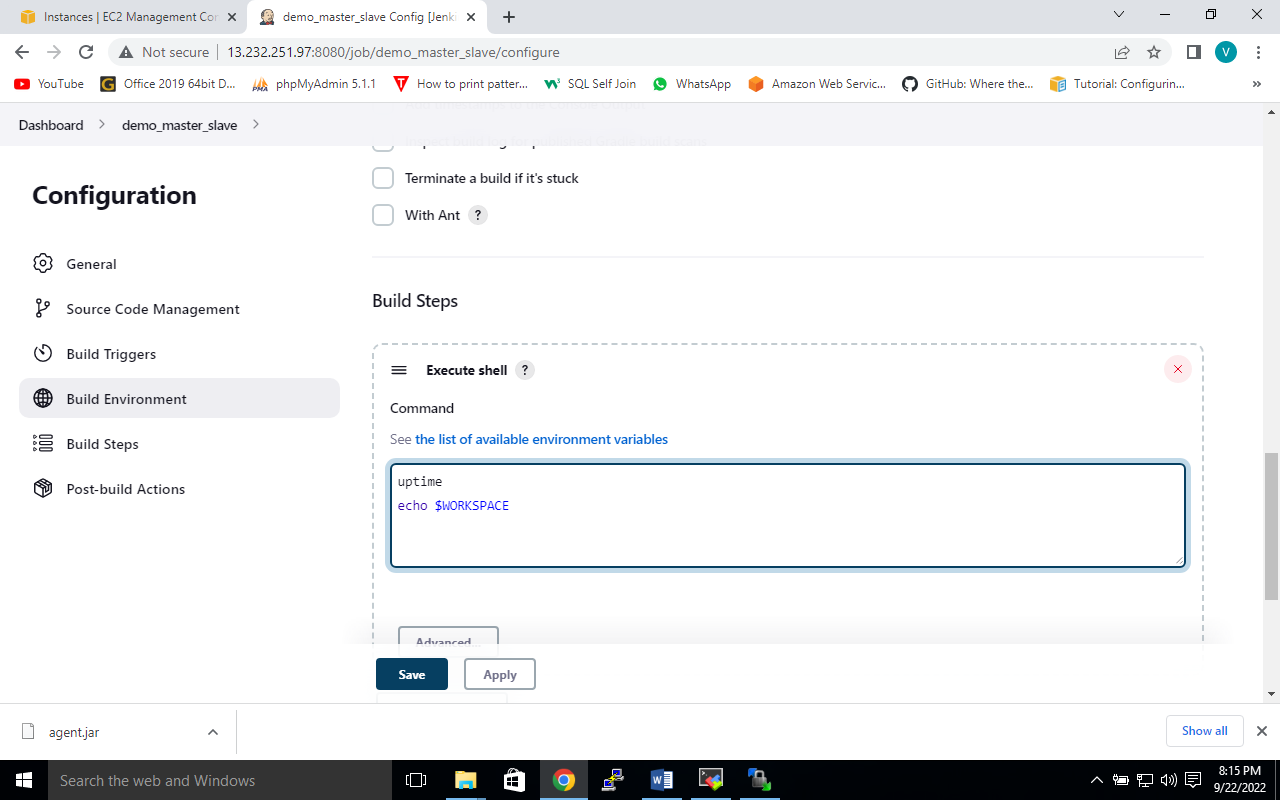 Instances | EC2 Management Con
demo_master_slave Config [Jenki
Not secure
13.232.251.97:8080/job/demo_master_slave/configure
V
YouTube
Office 2019 64bit D...
phpMyAdmin 5.1.1
How to print patter...
SQL Self Join
WhatsApp
Amazon Web Servic...
GitHub: Where the...
Tutorial: Configurin...
»
Dashboard
demo_master_slave
Configuration
General
Source Code Management
Build Triggers
Build Environment
Build Steps
Post-build Actions
Terminate a build if it's stuck
With Ant ?
Build Steps
Execute shell ?
Command
See the list of available environment variables
uptime
echo $WORKSPACE
Advanced...
Save
Apply
agent.jar
Show all
Search the web and Windows
8:15 PM
9/22/2022